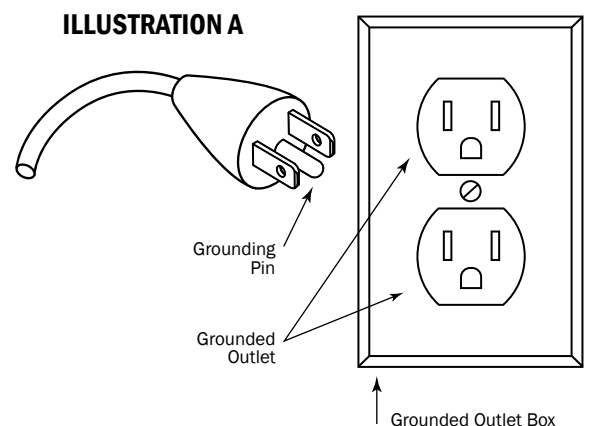 ILLUSTRATION A
Grounding
Pin
Grounded
Outlet
Grounded Outlet Box